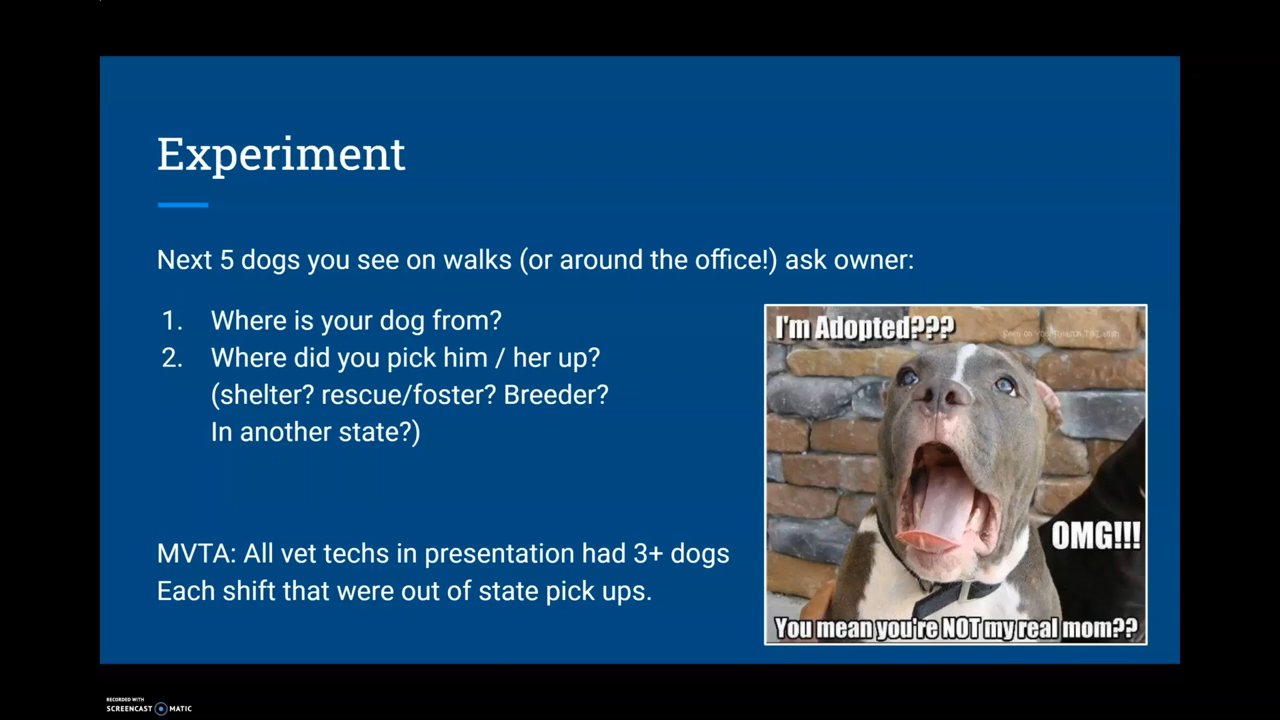 Experiment
Next 5 dogs you see on walks (or around the office!) ask owner:
1. Where is your dog from?
2. Where did you pick him / her up?
(shelter? rescue/foster? Breeder?
In another state?)
MVTA: All vet techs in presentation had 3+ dogs
Each shift that were out of state pick ups.
I'm Adopted???
OMG!!!
You mean you're NOT my real mom??
RECORDED WITH
SCREENCAST MATIC